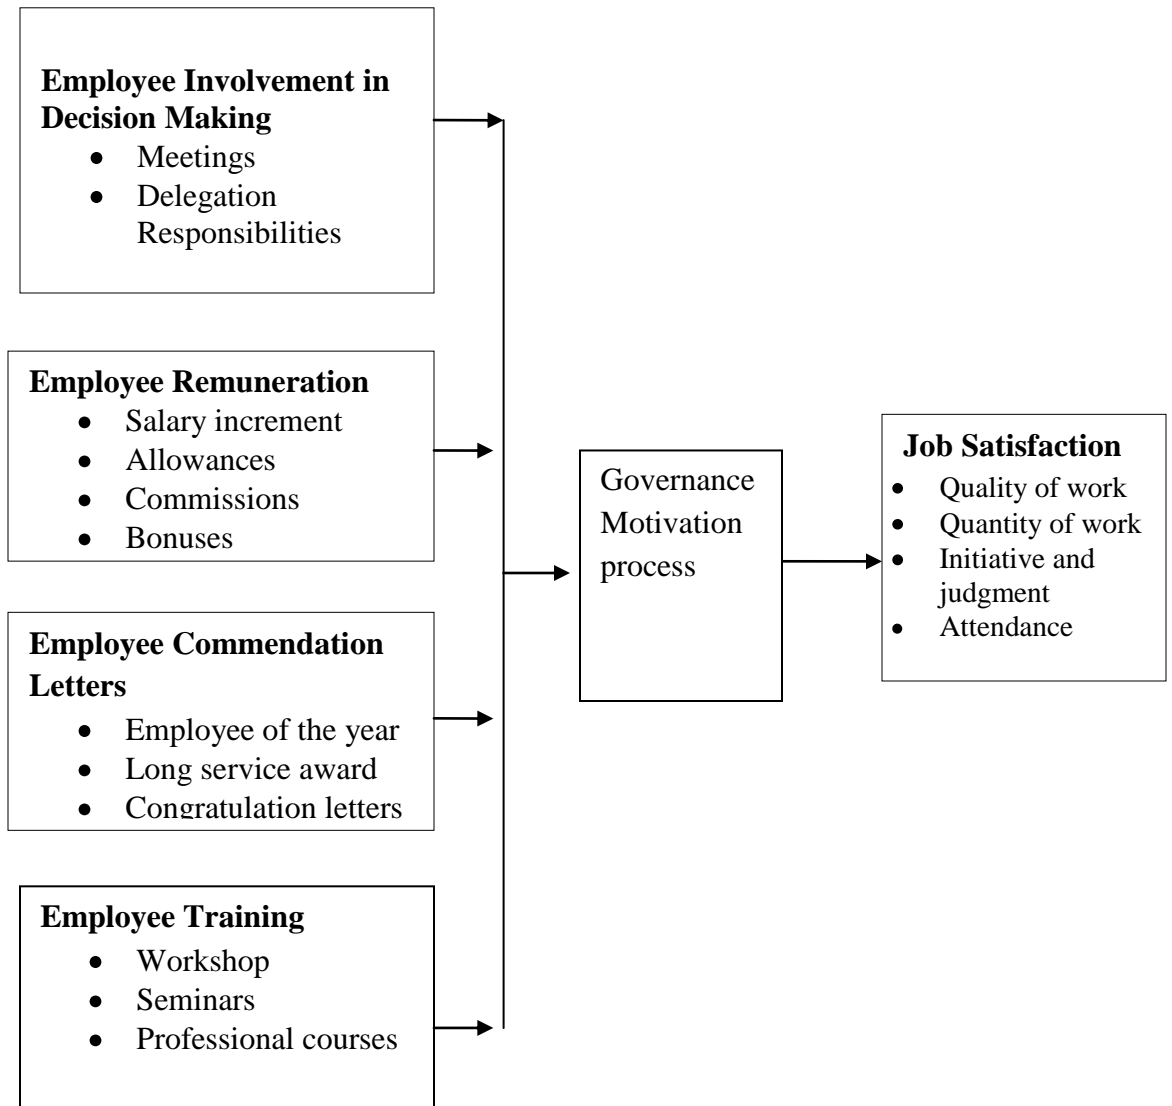 Employee Involvement in
Decision Making
● Meetings
● Delegation
Responsibilities
Employee Remuneration
● Salary increment
● Allowances
● Commissions
● Bonuses
Employee Commendation
Letters
● Employee of the year
● Long service award
● Congratulation letters
Employee Training
● Workshop
● Seminars
● Professional courses
Governance
Motivation
process
Job Satisfaction
● Quality of work
● Quantity of work
● Initiative and
judgment
● Attendance